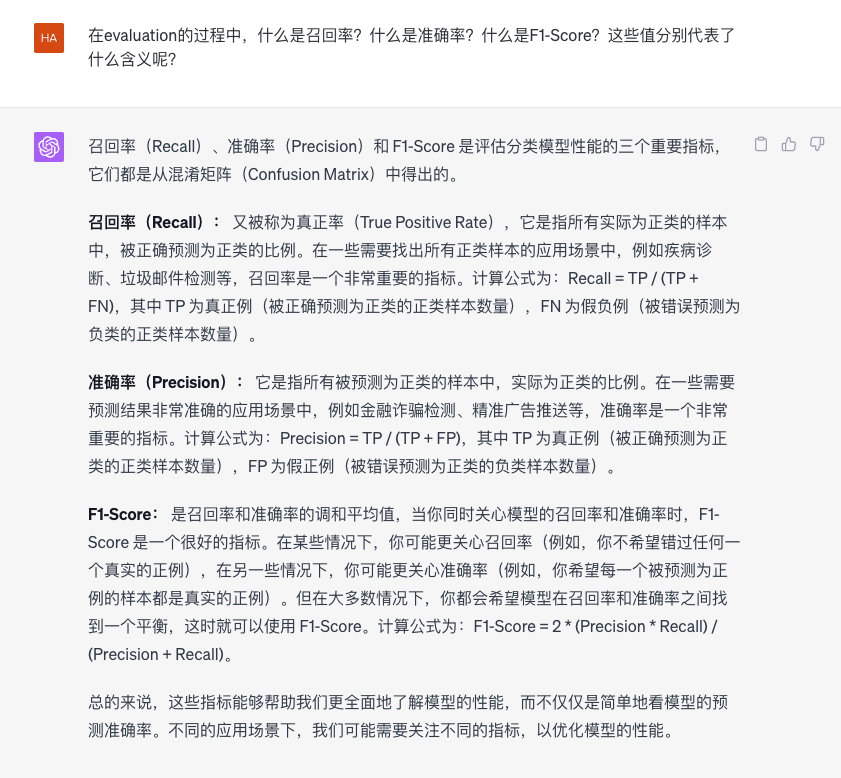 HA
在evaluation的过程中，什么是召回率？什么是准确率？什么是F1-Score？这些值分别代表了
什么含义呢?
召回率（Recall）、准确率（Precision）和 F1-Score 是评估分类模型性能的三个重要指标，
它们都是从混淆矩阵（Confusion Matrix）中得出的。
召回率（Recall）： 又被称为真正率（True Positive Rate），它是指所有实际为正类的样本
中，被正确预测为正类的比例。在一些需要找出所有正类样本的应用场景中，例如疾病诊
断、垃圾邮件检测等，召回率是一个非常重要的指标。计算公式为：Recall = TP / (TP +
FN)，其中 TP 为真正例（被正确预测为正类的正类样本数量），FN 为假负例（被错误预测为
负类的正类样本数量）。
准确率（Precision）： 它是指所有被预测为正类的样本中，实际为正类的比例。在一些需要
预测结果非常准确的应用场景中，例如金融诈骗检测、精准广告推送等，准确率是一个非常
重要的指标。计算公式为：Precision = TP / (TP + FP)，其中 TP 为真正例（被正确预测为正
类的正类样本数量），FP 为假正例（被错误预测为正类的负类样本数量）。
F1-Score： 是召回率和准确率的调和平均值，当你同时关心模型的召回率和准确率时，F1-
Score 是一个很好的指标。在某些情况下，你可能更关心召回率（例如，你不希望错过任何一
个真实的正例），在另一些情况下，你可能更关心准确率（例如，你希望每一个被预测为正
例的样本都是真实的正例）。但在大多数情况下，你都会希望模型在召回率和准确率之间找
到一个平衡，这时就可以使用 F1-Score。计算公式为：F1-Score = 2 * (Precision * Recall) /
(Precision + Recall)。
总的来说，这些指标能够帮助我们更全面地了解模型的性能，而不仅仅是简单地看模型的预
测准确率。不同的应用场景下，我们可能需要关注不同的指标，以优化模型的性能。